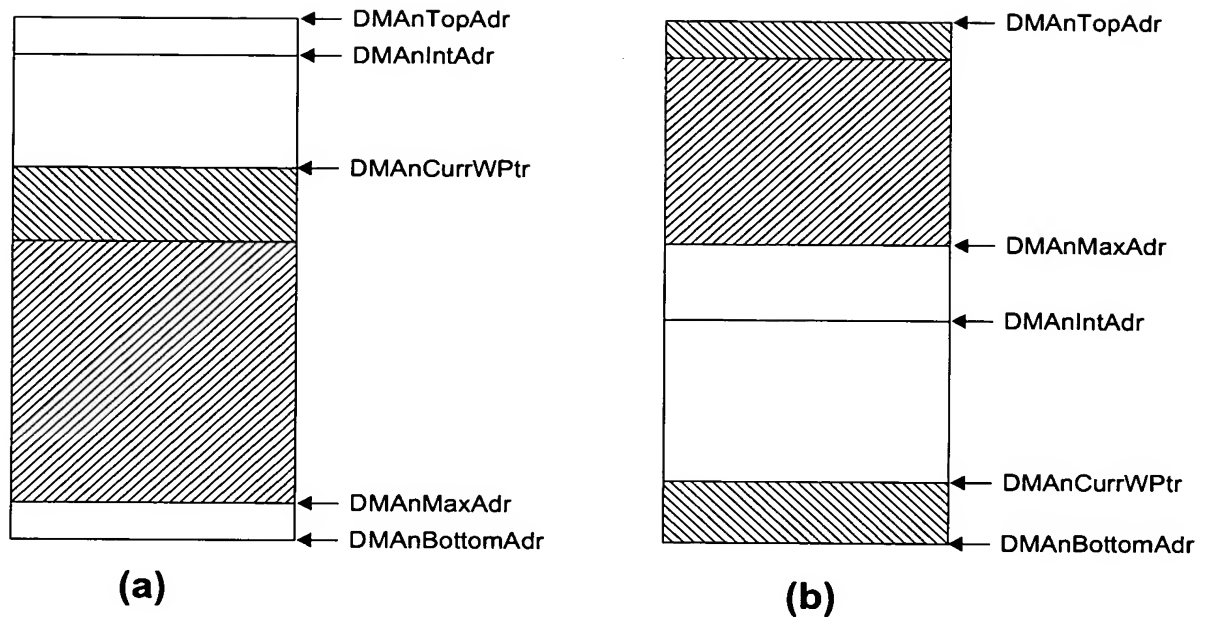 DMAnTopAdr
DMAnIntAdr
DMAnCurrWPtr
DMAnMaxAdr
DMAnBottomAdr
(a)
DMAnTopAdr
DMAnMaxAdr
DMAnIntAdr
DMAnCurrWPtr
DMAnBottomAdr
(b)